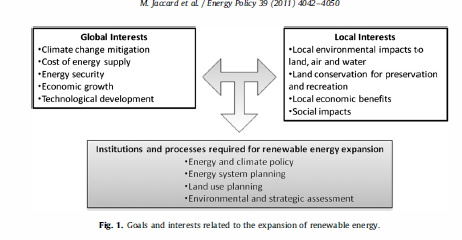 M. Jaccard et al. / Energy Policy 39 (2011) 4042–4050
Global Interests
•Climate change mitigation
•Cost of energy supply
•Energy security
•Economic growth
•Technological development
Local Interests
•Local environmental impacts to
land, air and water
•Land conservation for preservation
and recreation
•Local economic benefits
•Social impacts
Institutions and processes required for renewable energy expansion
•Energy and climate policy
•Energy system planning
•Land use planning
•Environmental and strategic assessment
Fig. 1. Goals and interests related to the expansion of renewable energy.